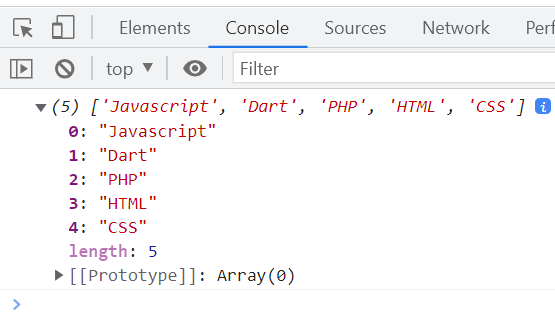 Elements Console Sources Network Perf
top ▼ Filter
▼ (5) ['Javascript', 'Dart', 'PHP', 'HTML', 'CSS'] i
0: "Javascript"
1: "Dart"
2: "PHP"
3: "HTML"
4: "CSS"
length: 5
▶ [[Prototype]]: Array(0)
>